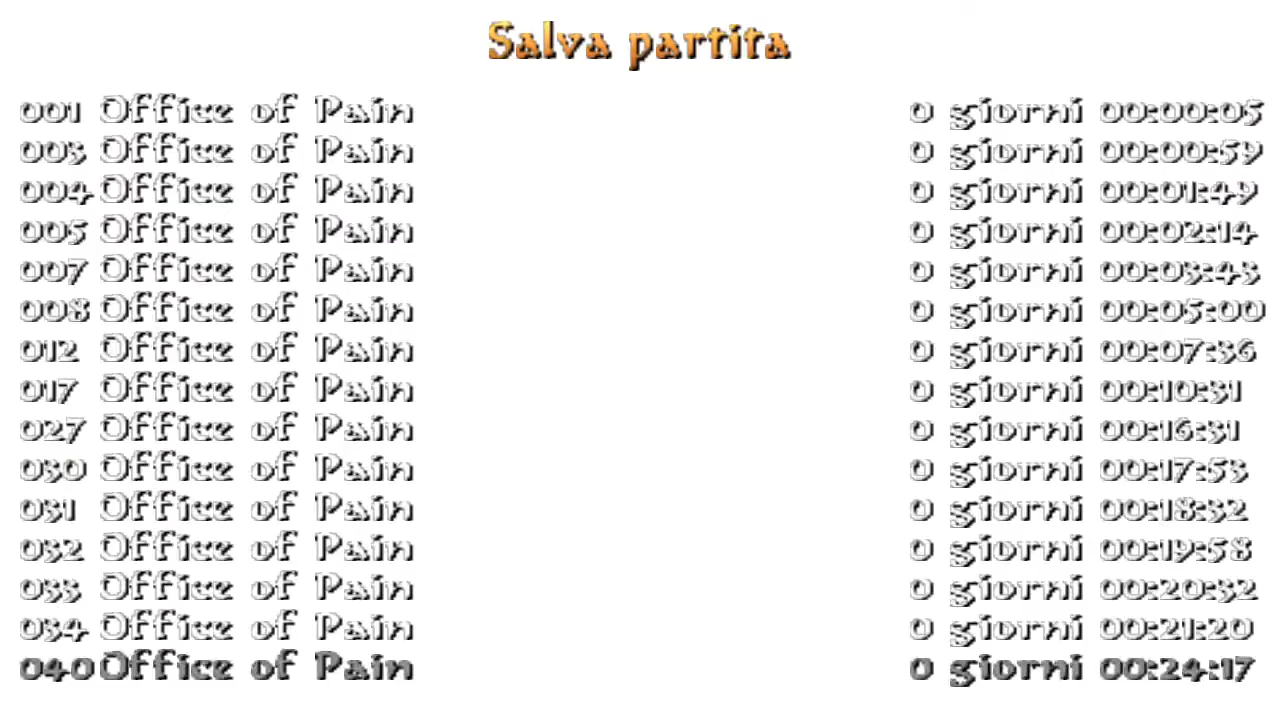 Salva partita
001 Office of Pain 0 giorni 00:00:05
003 Office of Pain 0 giorni 00:00:59
004 Office of Pain 0 giorni 00:01:49
005 Office of Pain 0 giorni 00:02:14
007 Office of Pain 0 giorni 00:03:43
008 Office of Pain 0 giorni 00:05:00
012 Office of Pain 0 giorni 00:07:36
017 Office of Pain 0 giorni 00:10:31
027 Office of Pain 0 giorni 00:16:31
030 Office of Pain 0 giorni 00:17:53
031 Office of Pain 0 giorni 00:18:32
032 Office of Pain 0 giorni 00:19:58
033 Office of Pain 0 giorni 00:20:32
034 Office of Pain 0 giorni 00:21:20
040 Office of Pain 0 giorni 00:24:17